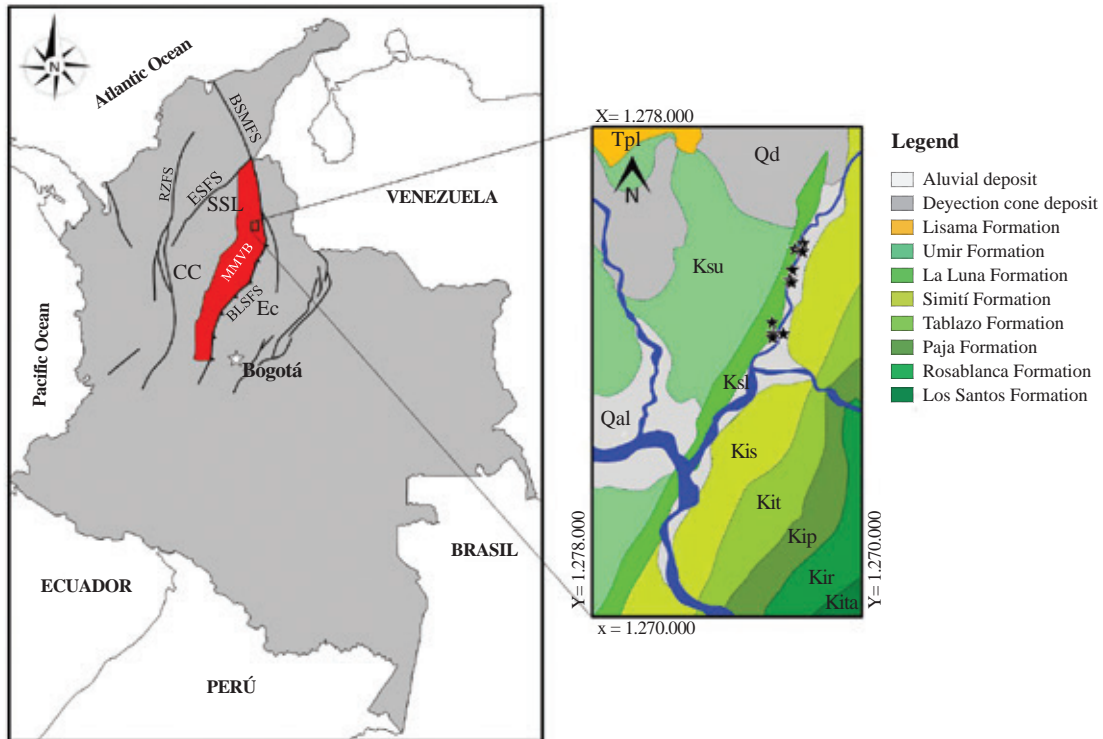 N
Atlantic Ocean
BSMFS
RZFS
ESFS
SSL
VENEZUELA
MMVB
CC
BLSFS
Ec
Bogotá
Pacific Ocean
BRASIL
ECUADOR
PERÚ
X= 1.278.000
Tpl
Qd
N
Ksu
Ksl
Qal
Kis
Kit
Kip
Kir
Kita
Y= 1.278.000
Y= 1.270.000
x = 1.270.000
Legend
Aluvial deposit
Deyection cone deposit
Lisama Formation
Umir Formation
La Luna Formation
Simití Formation
Tablazo Formation
Paja Formation
Rosablanca Formation
Los Santos Formation